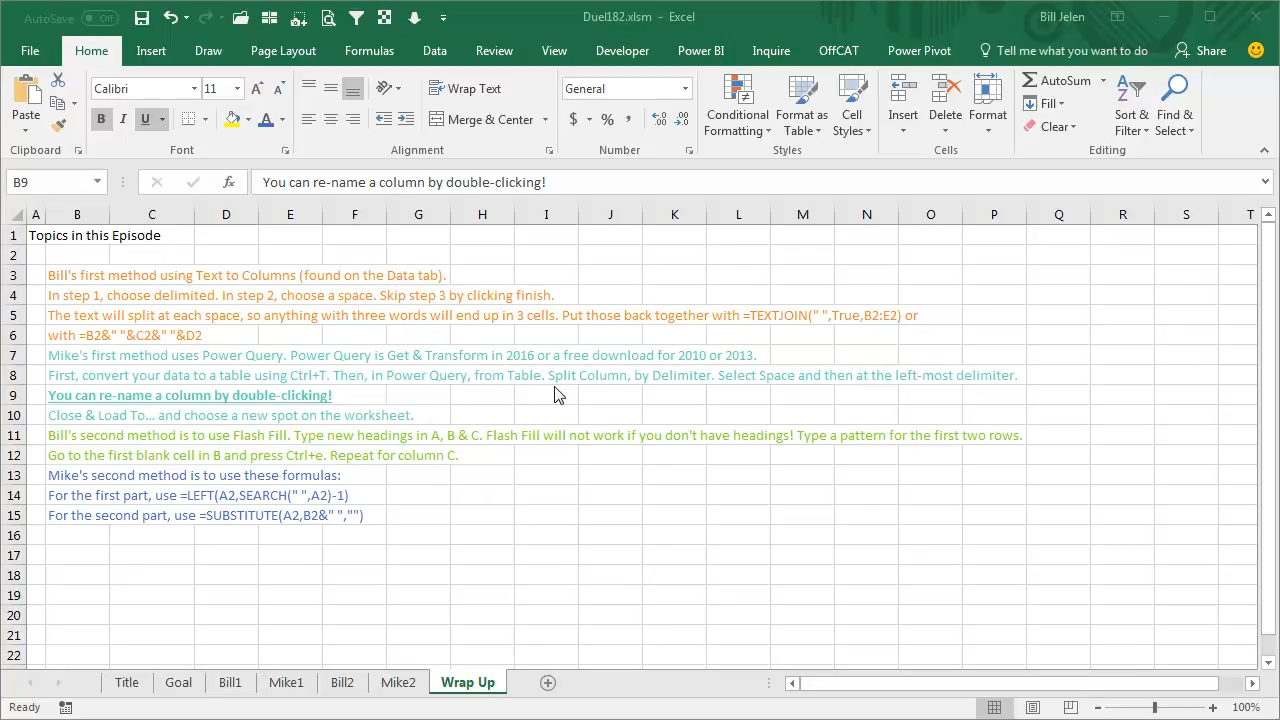 AutoSave Off
Duel182.xlsm - Excel
Bill Jelen
File Home Insert Draw Page Layout Formulas Data Review View Developer Power BI Inquire OffCAT Power Pivot Tell me what you want to do Share
Paste
Clipboard
Calibri 11
B I U
Font
Wrap Text
Merge & Center
Alignment
General
$ % ,
Number
Conditional Formatting
Format as Table
Cell Styles
Styles
Insert Delete Format
Cells
AutoSum
Fill
Clear
Sort & Filter
Find & Select
Editing
B9 fx You can re-name a column by double-clicking!
A B C D E F G H I J K L M N O P Q R S T
1 Topics in this Episode
2
3 Bill's first method using Text to Columns (found on the Data tab).
4 In step 1, choose delimited. In step 2, choose a space. Skip step 3 by clicking finish.
5 The text will split at each space, so anything with three words will end up in 3 cells. Put those back together with =TEXTJOIN(" ",True,B2:E2) or
6 with =B2&" "&C2&" "&D2
7 Mike's first method uses Power Query. Power Query is Get & Transform in 2016 or a free download for 2010 or 2013.
8 First, convert your data to a table using Ctrl+T. Then, in Power Query, from Table. Split Column, by Delimiter. Select Space and then at the left-most delimiter.
9 You can re-name a column by double-clicking!
10 Close & Load To... and choose a new spot on the worksheet.
11 Bill's second method is to use Flash Fill. Type new headings in A, B & C. Flash Fill will not work if you don't have headings! Type a pattern for the first two rows.
12 Go to the first blank cell in B and press Ctrl+e. Repeat for column C.
13 Mike's second method is to use these formulas:
14 For the first part, use =LEFT(A2,SEARCH(" ",A2)-1)
15 For the second part, use =SUBSTITUTE(A2,B2&" ","")
16
17
18
19
20
21
22
Title Goal Bill1 Mike1 Bill2 Mike2 Wrap Up
Ready
100%